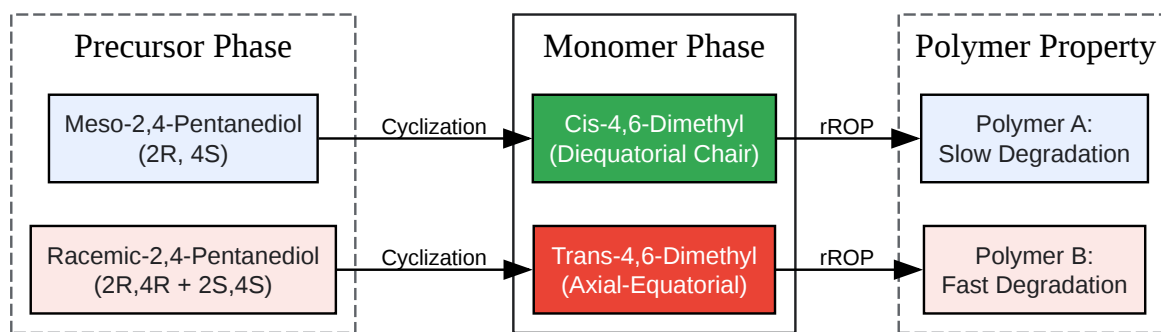 Precursor Phase
Monomer Phase
Polymer Property
Meso-2,4-Pentanediol
(2R, 4S)
Cyclization
Cis-4,6-Dimethyl
(Diequatorial Chair)
rROP
Polymer A:
Slow Degradation
Racemic-2,4-Pentanediol
(2R,4R + 2S,4S)
Cyclization
Trans-4,6-Dimethyl
(Axial-Equatorial)
rROP
Polymer B:
Fast Degradation